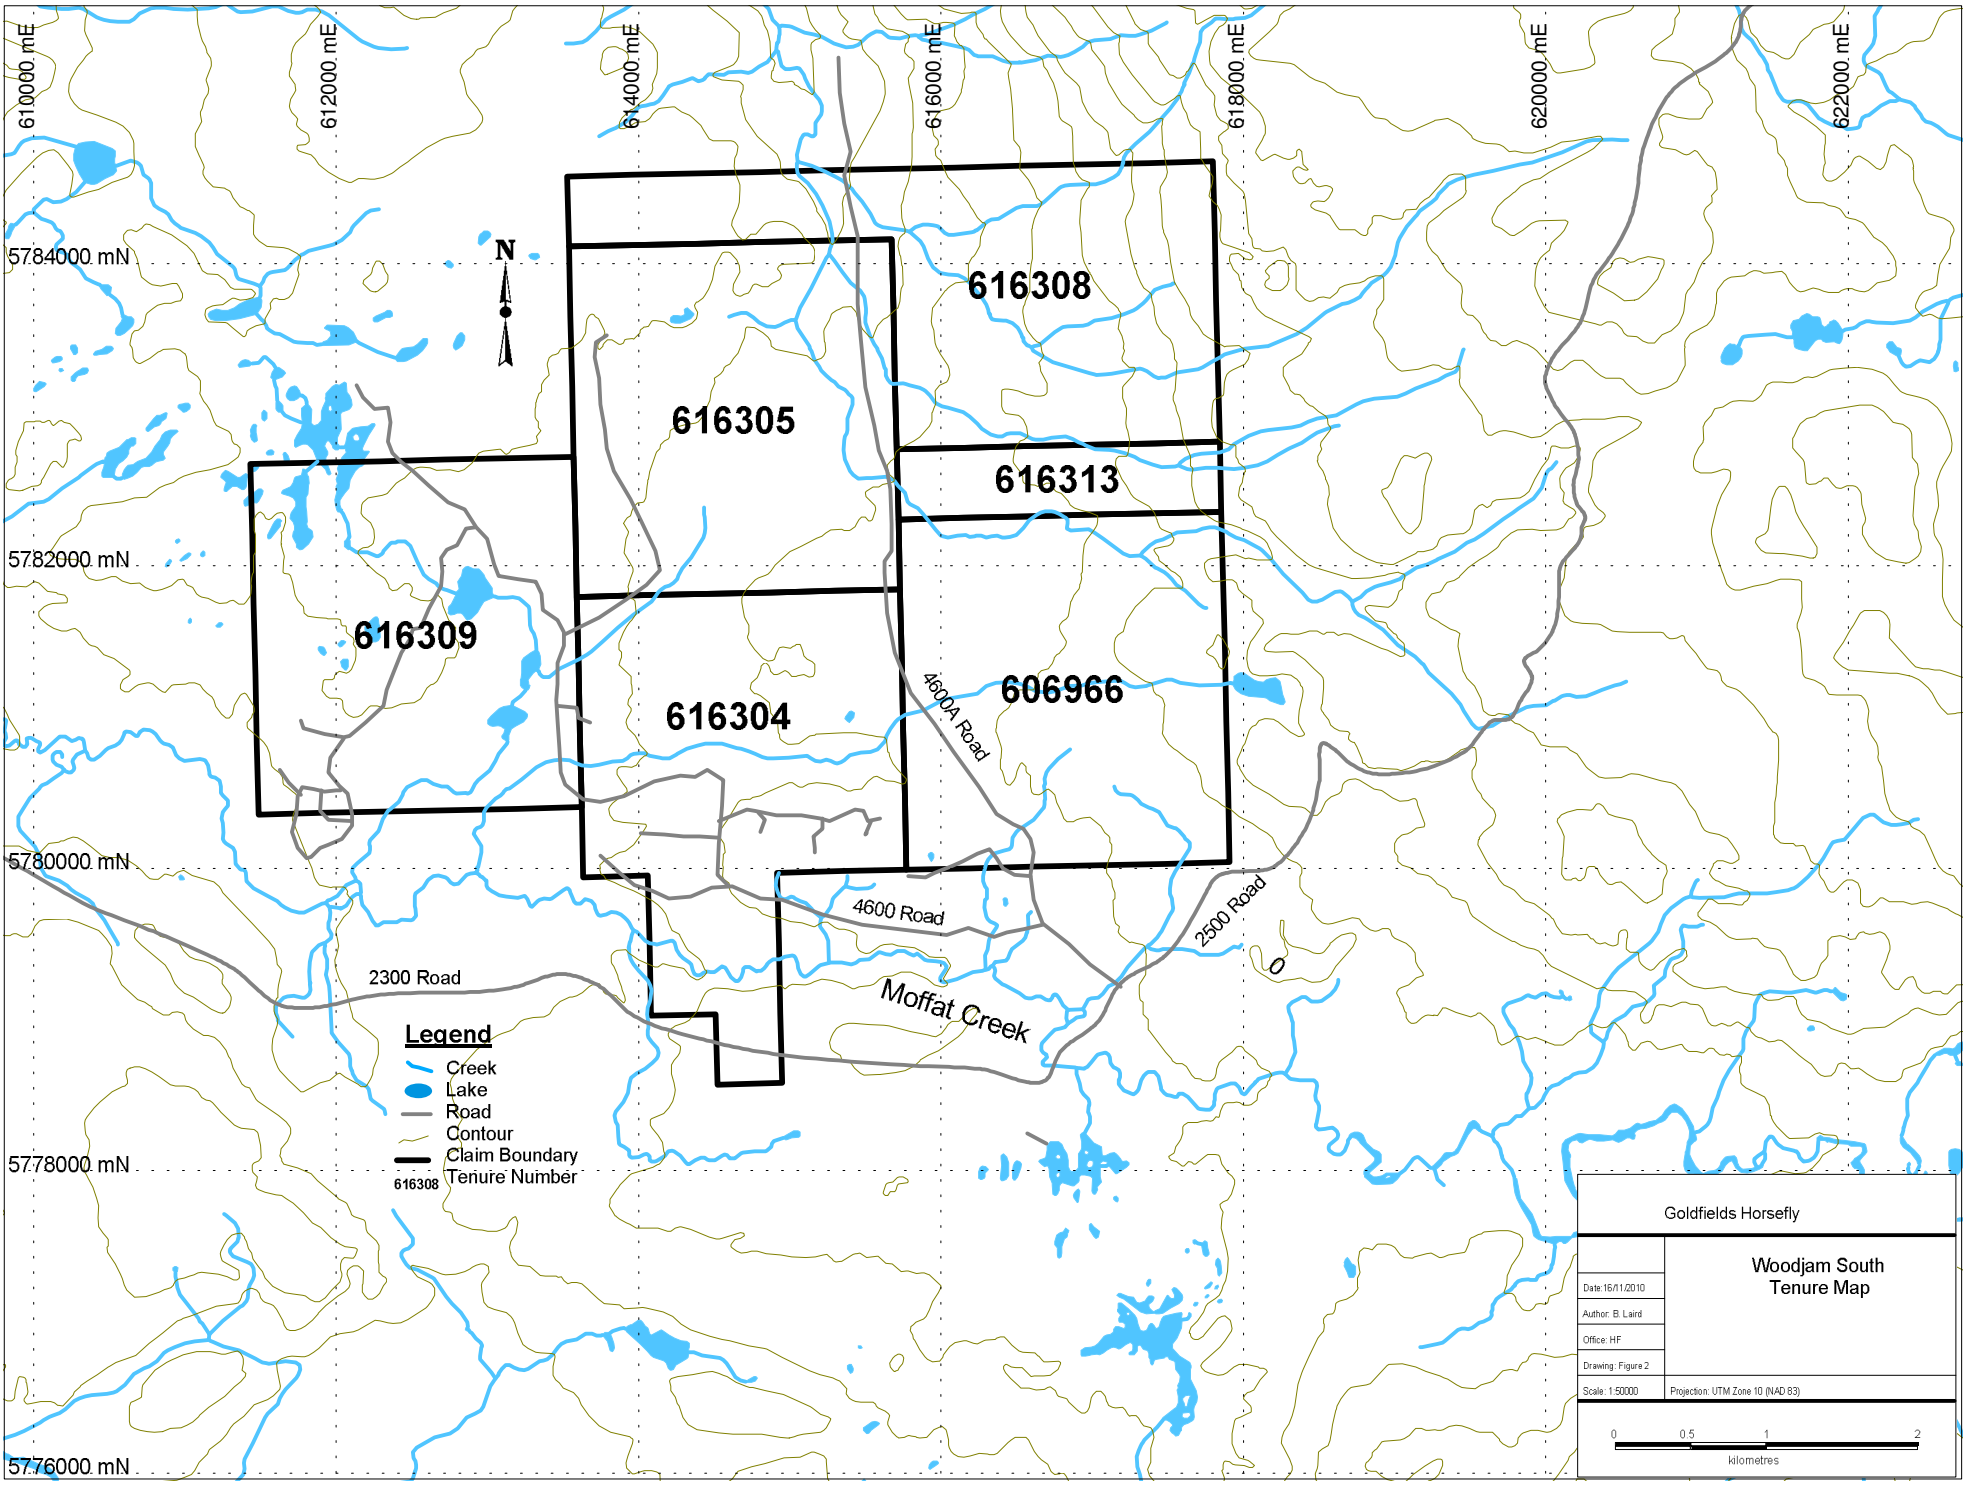 610000 mE
612000 mE
614000 mE
616000 mE
618000 mE
620000 mE
622000 mE
N
5784000 mN
616308
616305
616313
5782000 mN
616309
606966
616304
4600A Road
5780000 mN
4600 Road
2500 Road
0
2300 Road
Moffat Creek
Legend
Creek
Lake
Road
Contour
Claim Boundary
616308 Tenure Number
5778000 mN
5776000 mN
Goldfields Horsefly
Woodjam South
Tenure Map
Date:16/11/2010
Author: B. Laird
Office: HF
Drawing: Figure 2
Scale: 1:50000
Projection: UTM Zone 10 (NAD 83)
0 0.5 1 2
kilometres